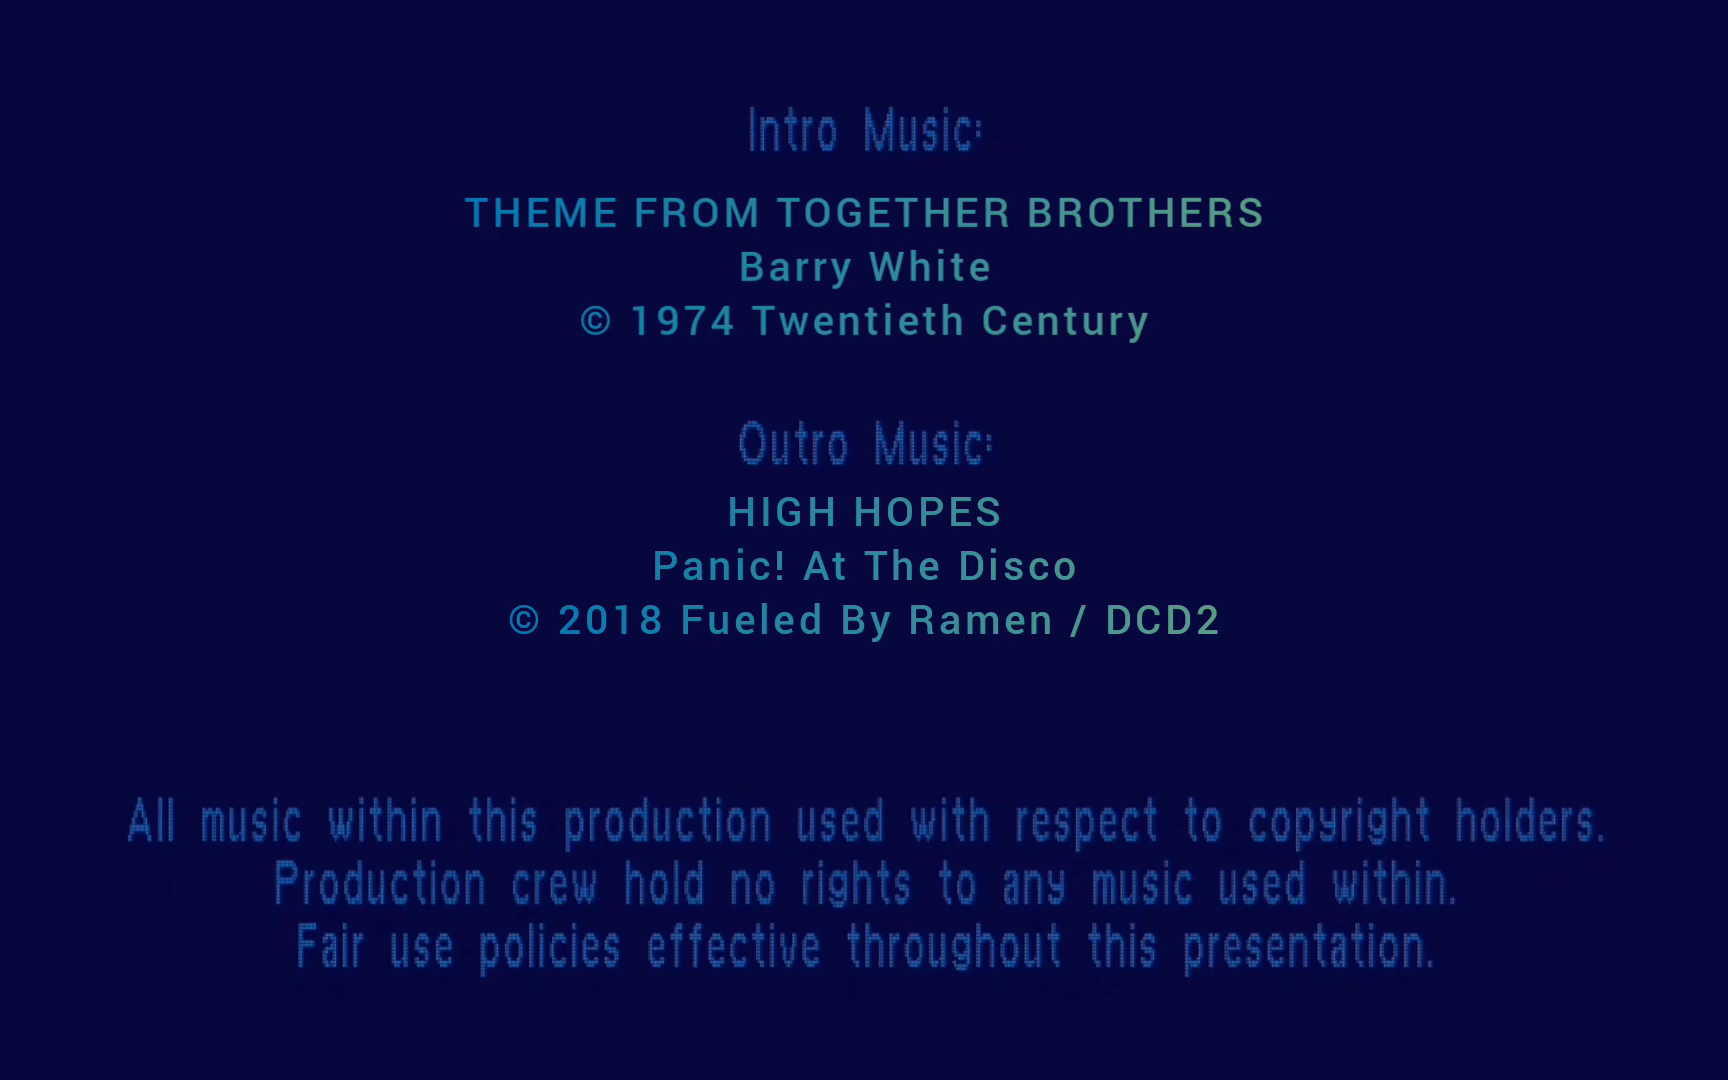 Intro Music:
THEME FROM TOGETHER BROTHERS
Barry White
© 1974 Twentieth Century
Outro Music:
HIGH HOPES
Panic! At The Disco
© 2018 Fueled By Ramen / DCD2
All music within this production used with respect to copyright holders.
Production crew hold no rights to any music used within.
Fair use policies effective throughout this presentation.